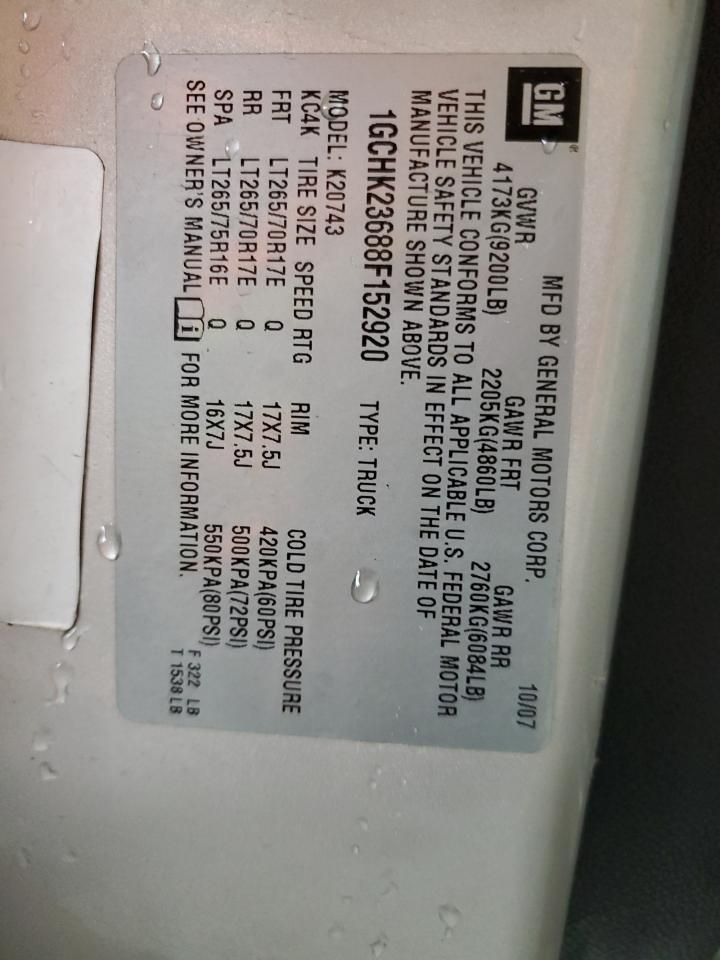 GM
MFD BY GENERAL MOTORS CORP. 10/07
GVWR GAWR FRT GAWR RR
4173KG(9200LB) 2205KG(4860LB) 2760KG(6084LB)
THIS VEHICLE CONFORMS TO ALL APPLICABLE U.S. FEDERAL MOTOR
VEHICLE SAFETY STANDARDS IN EFFECT ON THE DATE OF
MANUFACTURE SHOWN ABOVE.
1GCHK23688F152920 TYPE: TRUCK
MODEL: K20743
KC4K TIRE SIZE SPEED RTG RIM COLD TIRE PRESSURE
FRT LT265/70R17E Q 17X7.5J 420KPA(60PSI)
RR LT265/70R17E Q 17X7.5J 500KPA(72PSI)
SPA LT265/75R16E Q 16X7J 550KPA(80PSI)
SEE OWNER'S MANUAL i FOR MORE INFORMATION.
F 322 LB
T 1538 LB